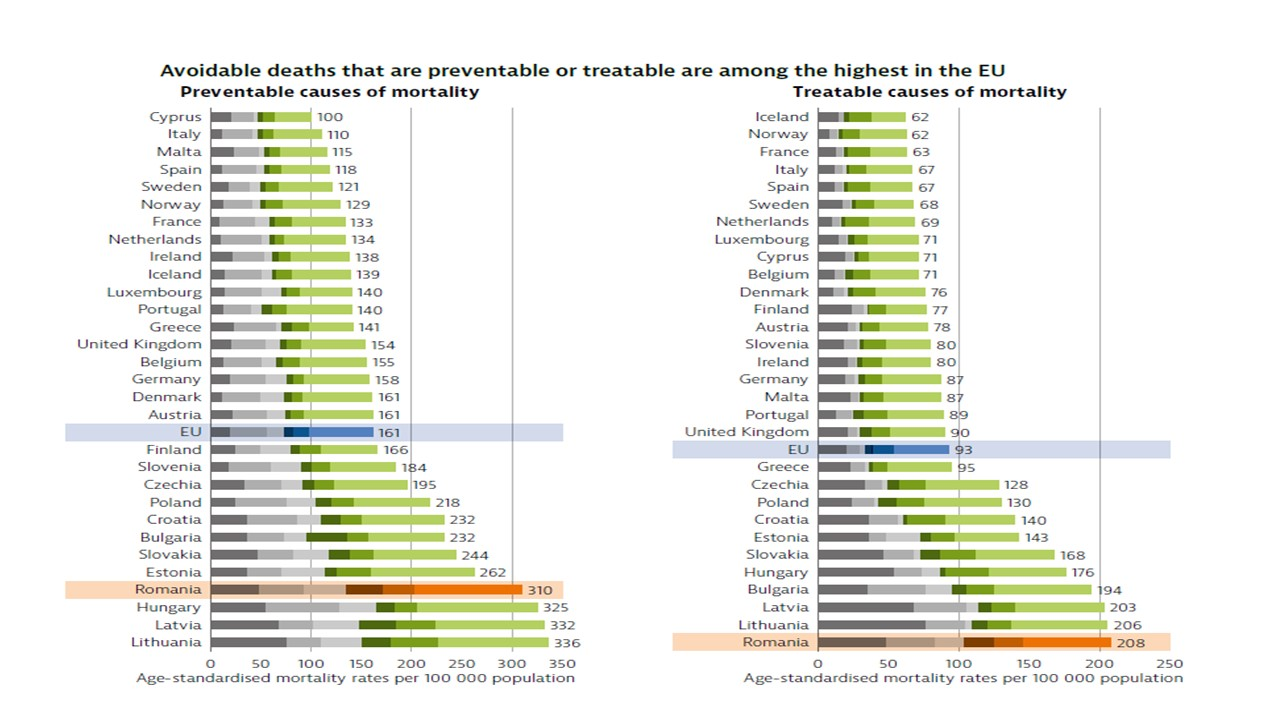 Avoidable deaths that are preventable or treatable are among the highest in the EU
Preventable causes of mortality
Cyprus 100
Italy 110
Malta 115
Spain 118
Sweden 121
Norway 129
France 133
Netherlands 134
Ireland 138
Iceland 139
Luxembourg 140
Portugal 140
Greece 141
United Kingdom 154
Belgium 155
Germany 158
Denmark 161
Austria 161
EU 161
Finland 166
Slovenia 184
Czechia 195
Poland 218
Croatia 232
Bulgaria 232
Slovakia 244
Estonia 262
Romania 310
Hungary 325
Latvia 332
Lithuania 336
0 50 100 150 200 250 300 350
Age-standardised mortality rates per 100 000 population
Treatable causes of mortality
Iceland 62
Norway 62
France 63
Italy 67
Spain 67
Sweden 68
Netherlands 69
Luxembourg 71
Cyprus 71
Belgium 71
Denmark 76
Finland 77
Austria 78
Slovenia 80
Ireland 80
Germany 87
Malta 87
Portugal 89
United Kingdom 90
EU 93
Greece 95
Czechia 128
Poland 130
Croatia 140
Estonia 143
Slovakia 168
Hungary 176
Bulgaria 194
Latvia 203
Lithuania 206
Romania 208
0 50 100 150 200 250
Age-standardised mortality rates per 100 000 population